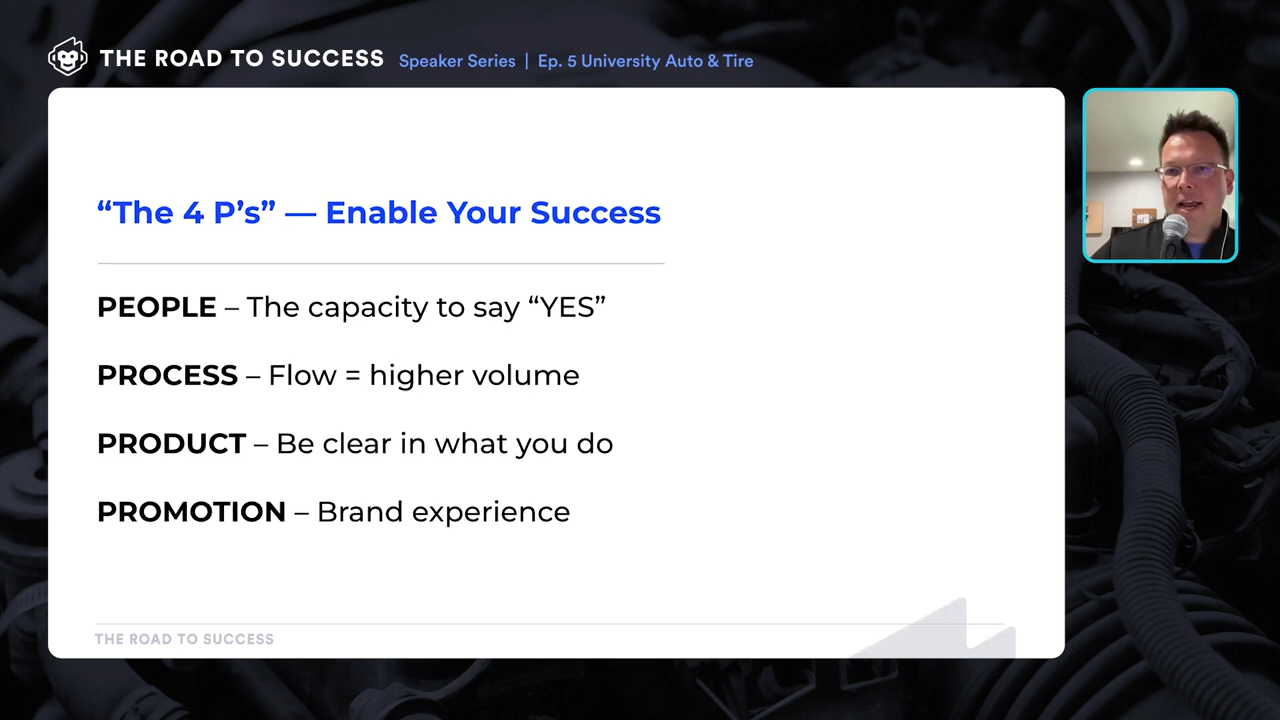 THE ROAD TO SUCCESS Speaker Series | Ep. 5 University Auto & Tire
“The 4 P’s” — Enable Your Success
PEOPLE – The capacity to say “YES”
PROCESS – Flow = higher volume
PRODUCT – Be clear in what you do
PROMOTION – Brand experience
THE ROAD TO SUCCESS